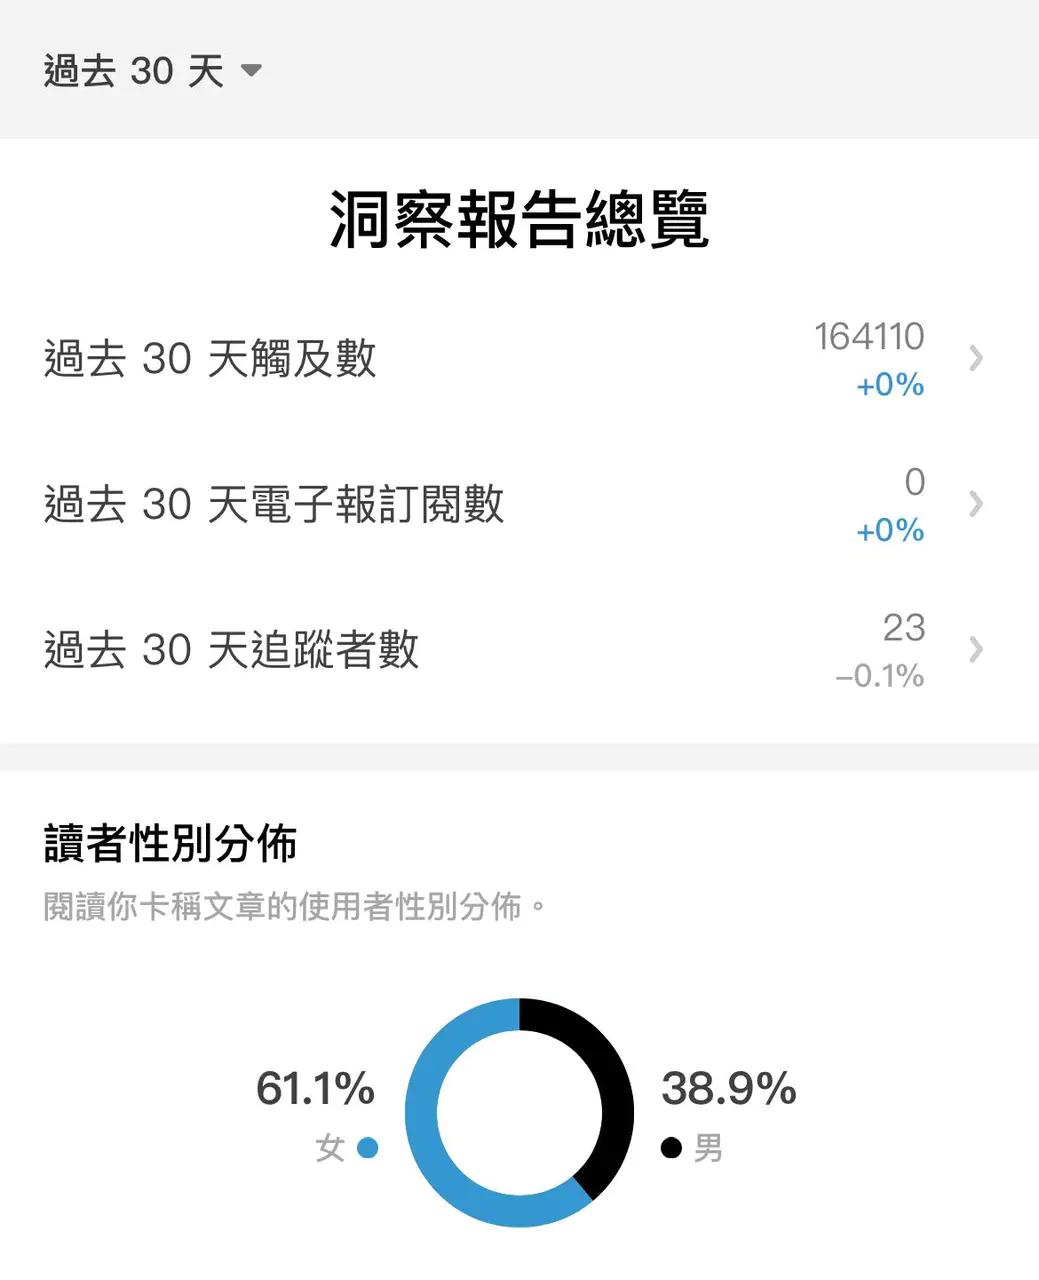 過去 30 天
洞察報告總覽
過去 30 天觸及數
164110
+0%
過去 30 天電子報訂閱數
0
+0%
過去 30 天追蹤者數
23
–0.1%
讀者性別分佈
閱讀你卡稱文章的使用者性別分佈。
61.1%
女
38.9%
男